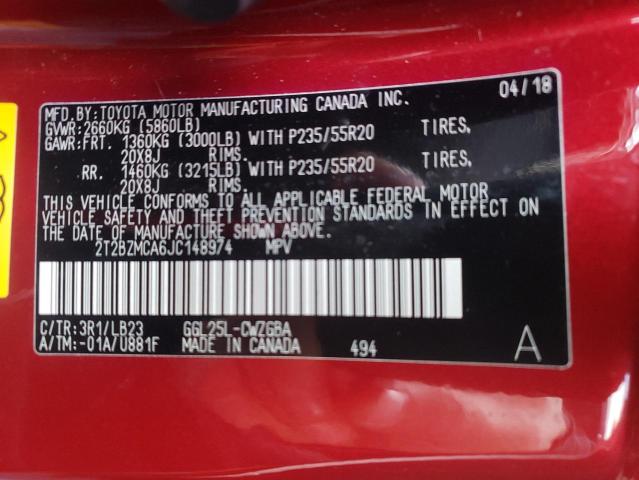 MFD.BY:TOYOTA MOTOR MANUFACTURING CANADA INC. 04/18
GVWR:2660KG (5860LB)
GAWR:FRT. 1360KG (3000LB) WITH P235/55R20 TIRES,
20X8J RIMS.
RR. 1460KG (3215LB) WITH P235/55R20 TIRES,
20X8J RIMS.
THIS VEHICLE CONFORMS TO ALL APPLICABLE FEDERAL MOTOR
VEHICLE SAFETY AND THEFT PREVENTION STANDARDS IN EFFECT ON
THE DATE OF MANUFACTURE SHOWN ABOVE.
2T2BZMCA6JC148974 MPV
C/TR:3R1/LB23 GGL25L-CWZGBA
A/TM:-01A/U881F MADE IN CANADA 494 A